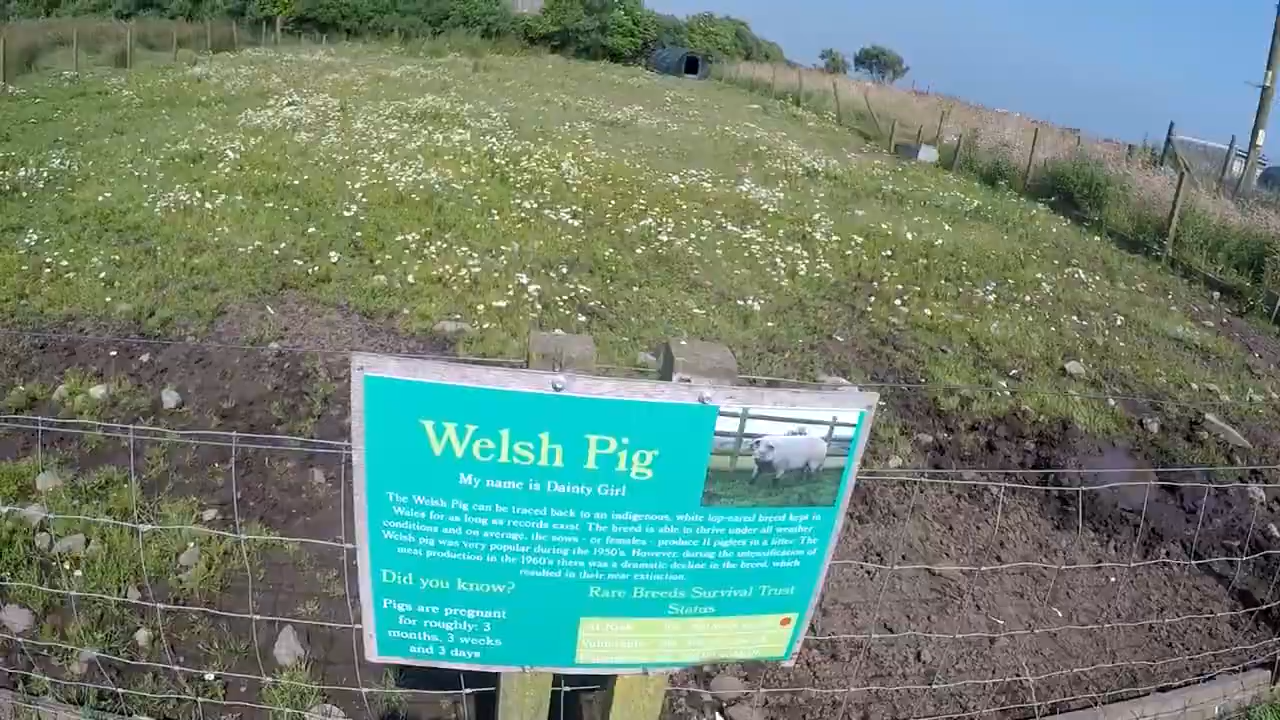 Welsh Pig
My name is Dainty Girl
The Welsh Pig can be traced back to an indigenous, white lop-eared breed kept in
Wales for as long as records exist. The breed is able to thrive under all weather
conditions and on average, the sows - or females - produce 11 piglets in a litter. The
Welsh pig was very popular during the 1950's. However, during the intensification of
meat production in the 1960's there was a dramatic decline in the breed, which
resulted in their near extinction.
Did you know?
Pigs are pregnant
for roughly: 3
months, 3 weeks
and 3 days
Rare Breeds Survival Trust
Status
At Risk
Vulnerable